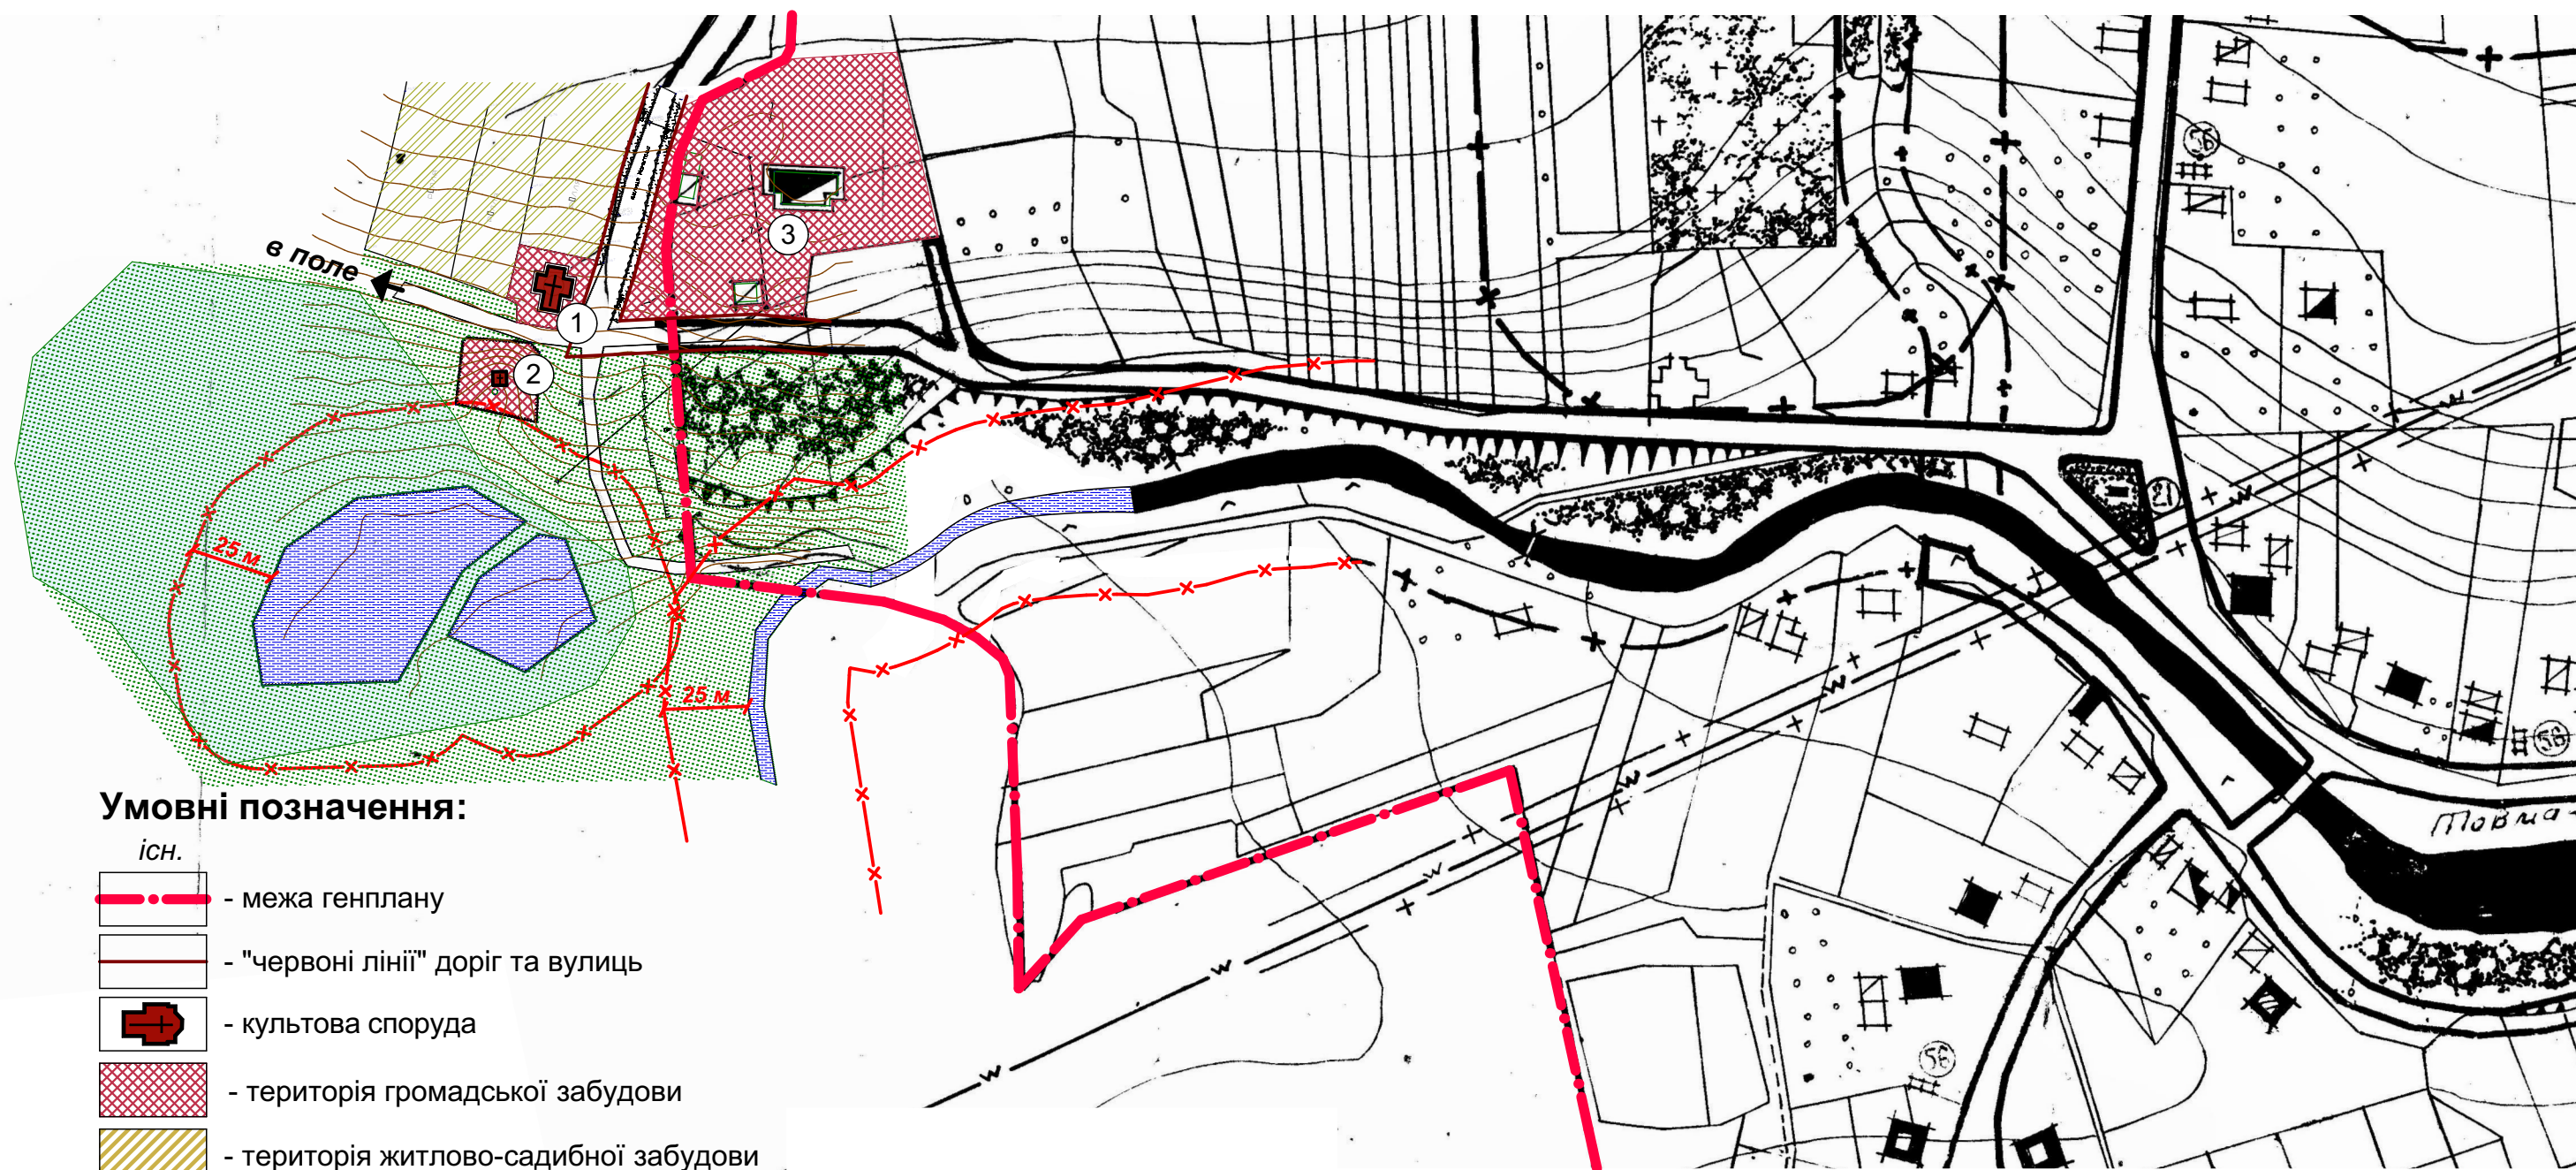 в поле
1
2
3
25 м
25 м
56
21
56
56
Товма-
w
w
w
w
w
w
w
Умовні позначення:
існ.
- межа генплану
- "червоні лінії" доріг та вулиць
- культова споруда
- територія громадської забудови
- територія житлово-садибної забудови